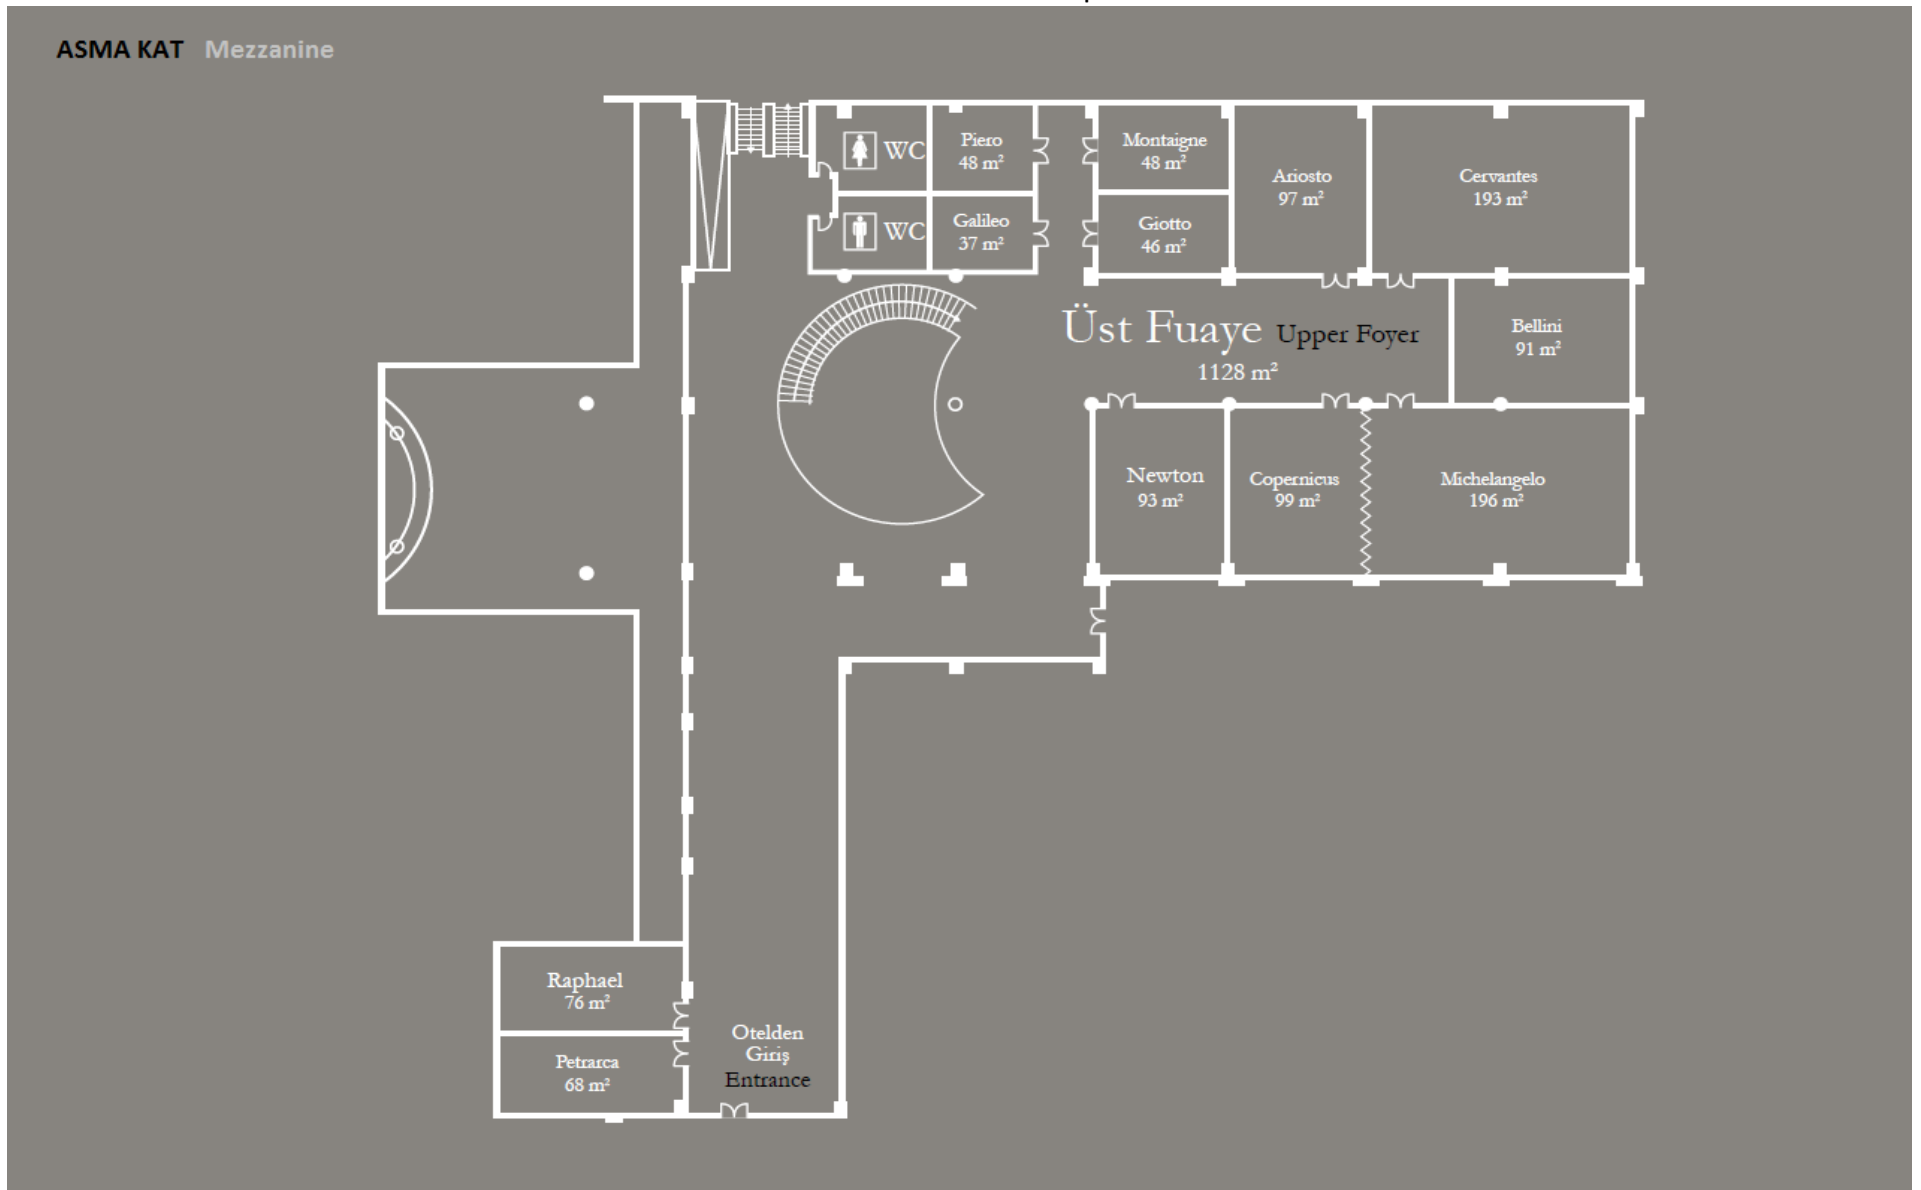 ASMA KAT Mezzanine
WC
Piero
48 m²
Montaigne
48 m²
Ariosto
97 m²
Cervantes
193 m²
WC
Galileo
37 m²
Giotto
46 m²
Üst Fuaye Upper Foyer
1128 m²
Bellini
91 m²
Newton
93 m²
Copernicus
99 m²
Michelangelo
196 m²
Raphael
76 m²
Petrarca
68 m²
Otelden
Giriş
Entrance